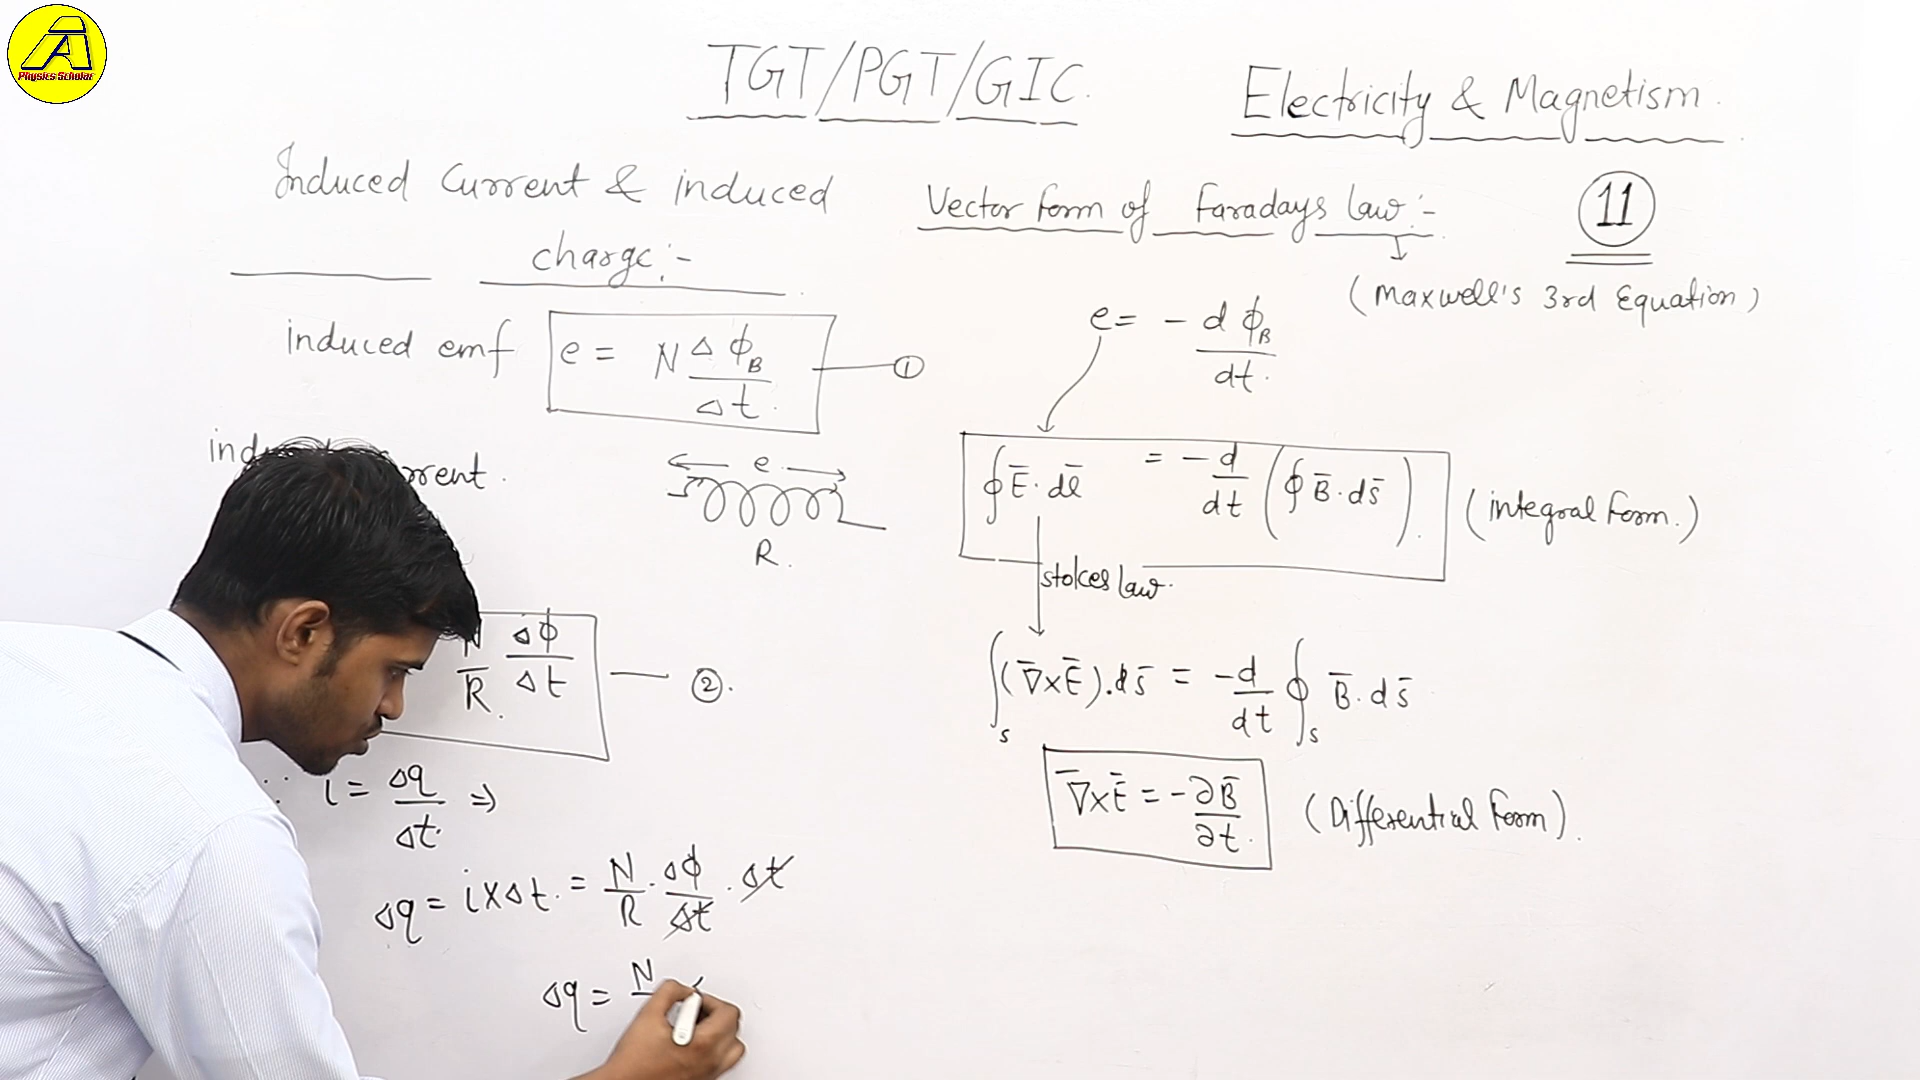 A
Physics Scholar
TGT/PGT/GIC.
Electricity & Magnetism.
11
Induced Current & induced
charge:-
induced emf e = N Δφ_B / Δt. — ①
e
R.
N/R. Δφ/Δt — ②.
∵ i = Δq/Δt. ⇒
Δq = i×Δt. = N/R · Δφ/Δt · Δt
Δq = N
Vector form of Faradays law:-
(Maxwell's 3rd Equation)
e = - dφ_B / dt.
∮Ē·dl̄ = -d/dt (∮B̄·ds̄). (integral form.)
stokes law.
∫_s (∇̄×Ē).ds̄ = -d/dt ∮_s B̄·ds̄
∇̄×Ē = -∂B̄/∂t. (Differential form).